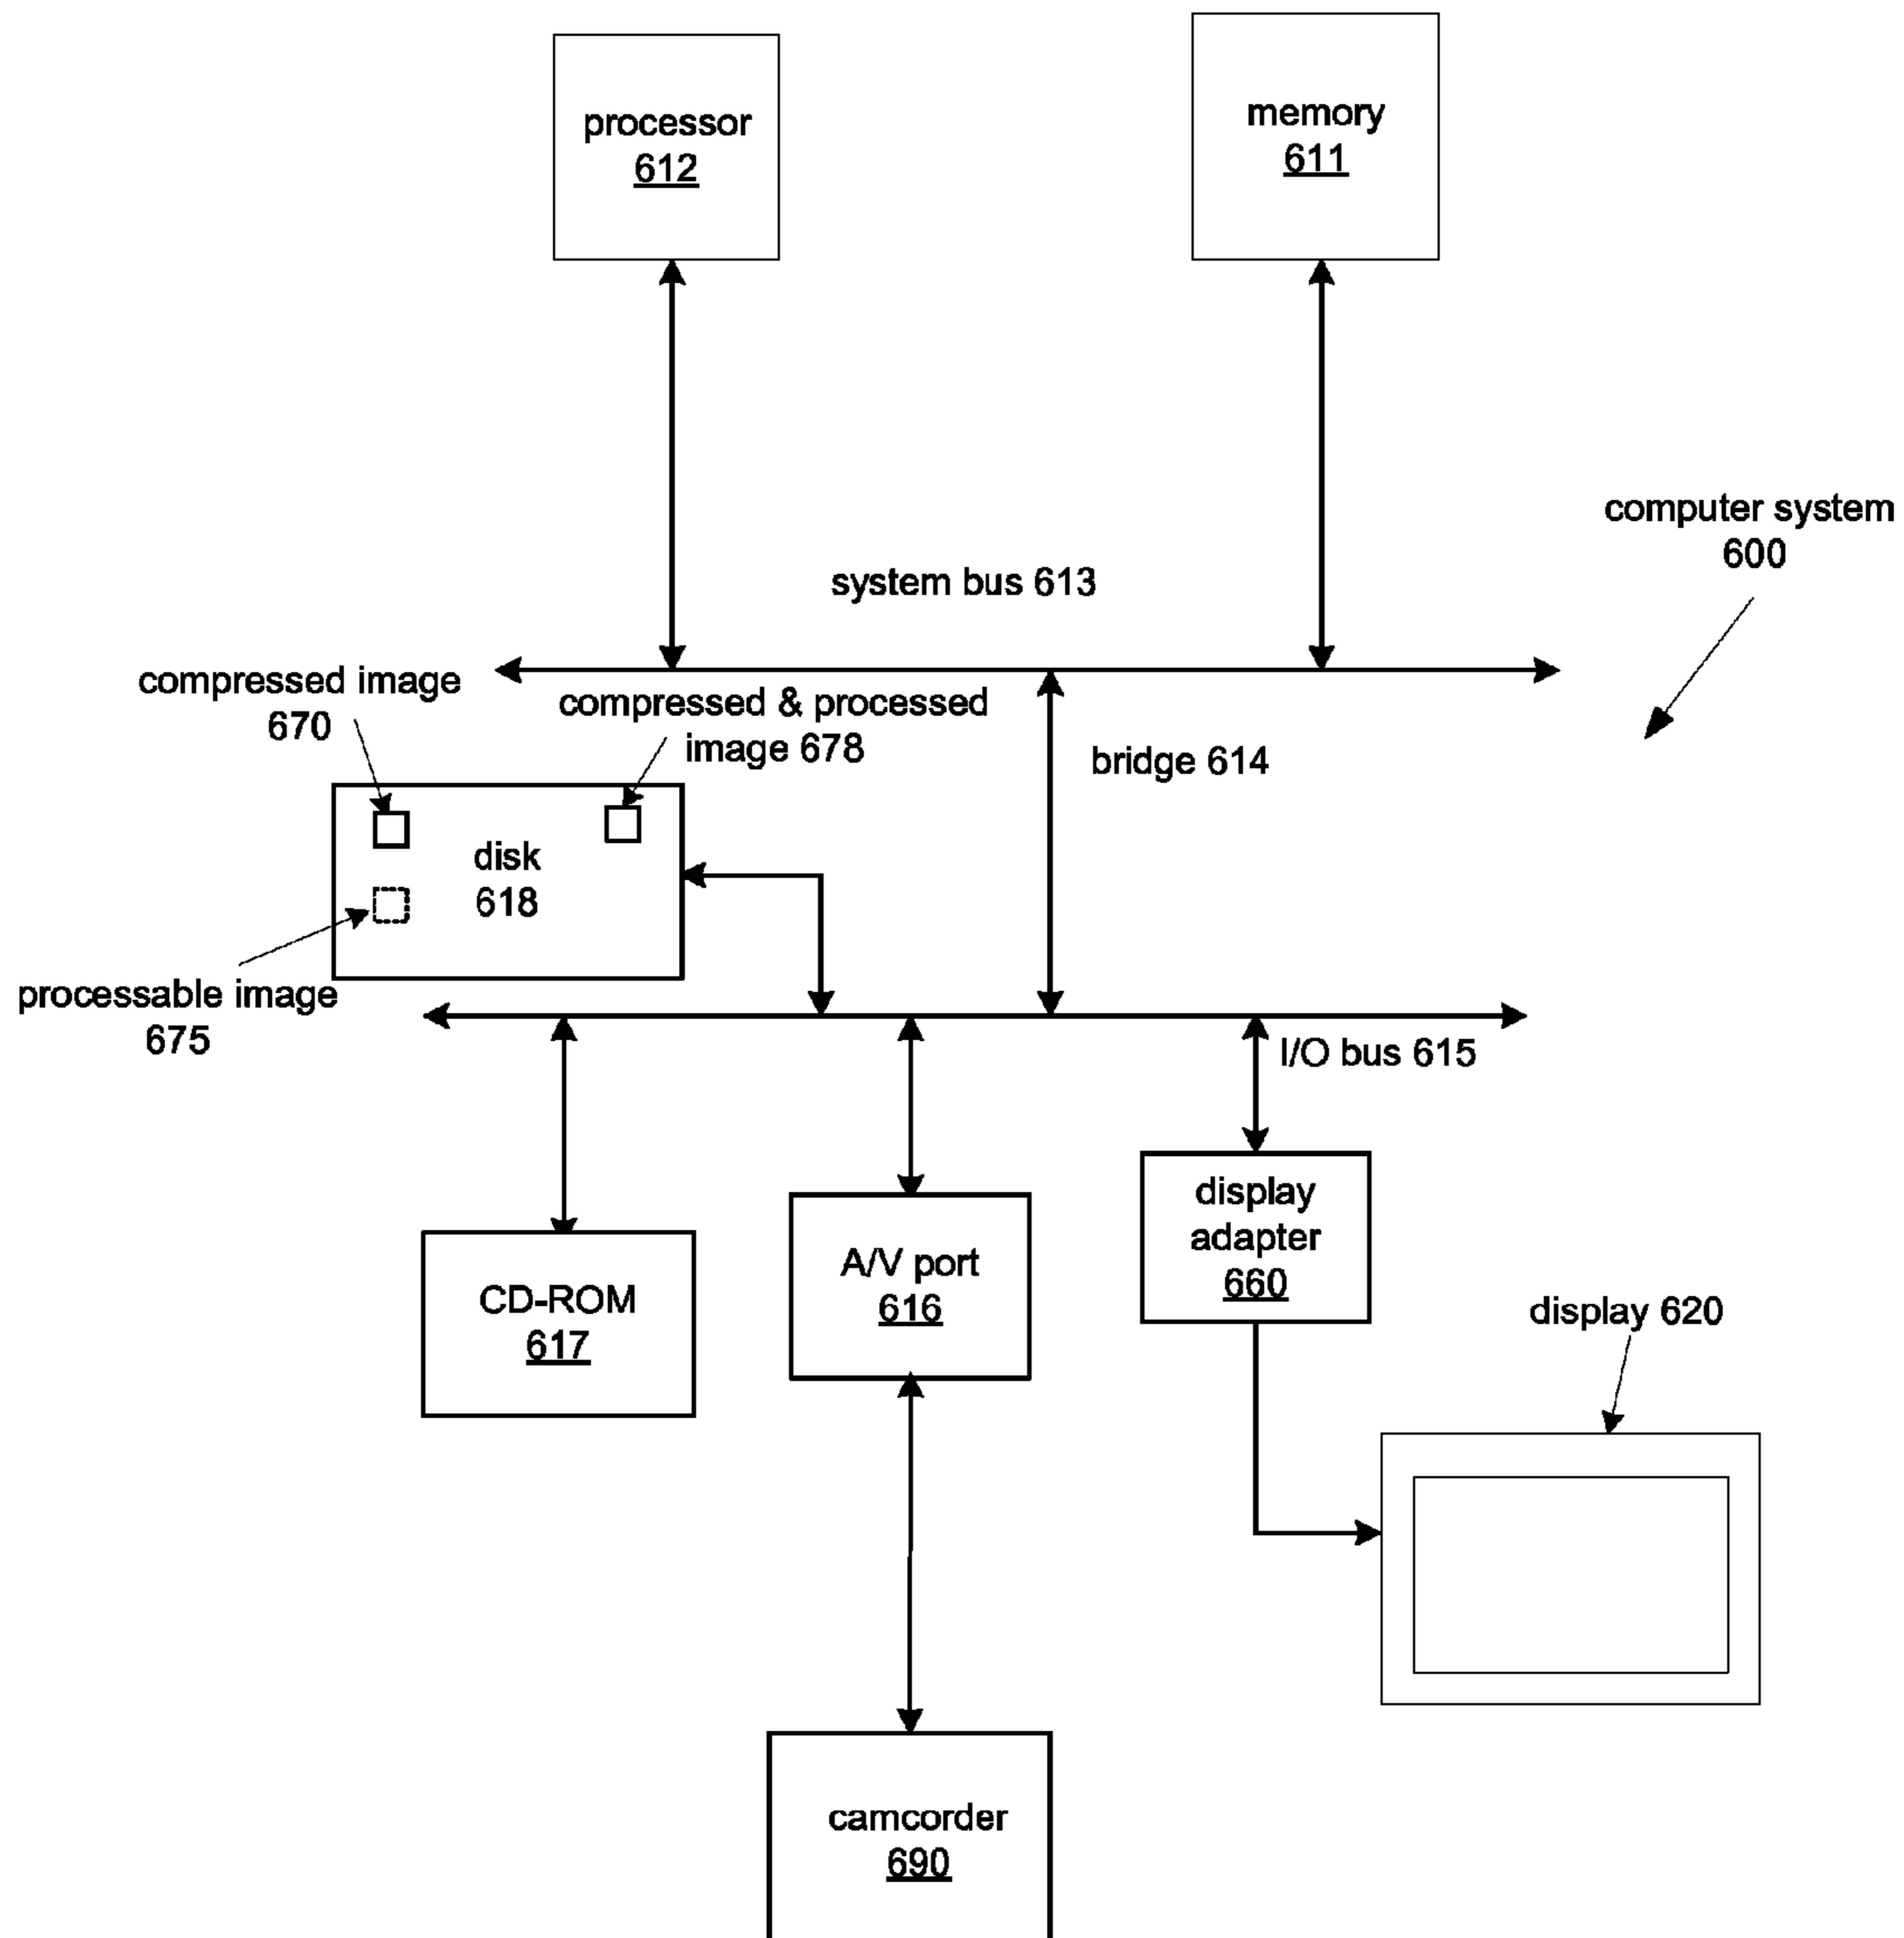 processor
612
memory
611
computer system
600
system bus 613
compressed image
670
compressed & processed
image 678
bridge 614
disk
618
processable image
675
I/O bus 615
display
adapter
660
A/V port
616
CD-ROM
617
display 620
camcorder
690